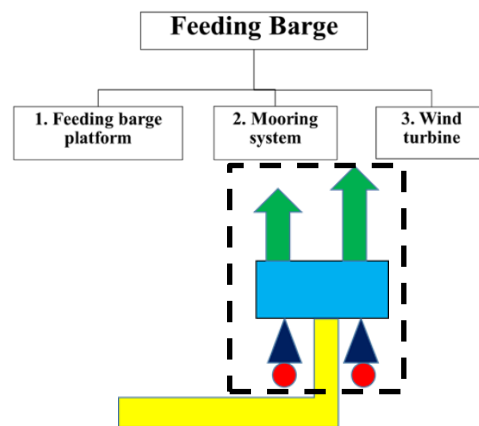 Feeding Barge
1. Feeding barge
platform
2. Mooring
system
3. Wind
turbine